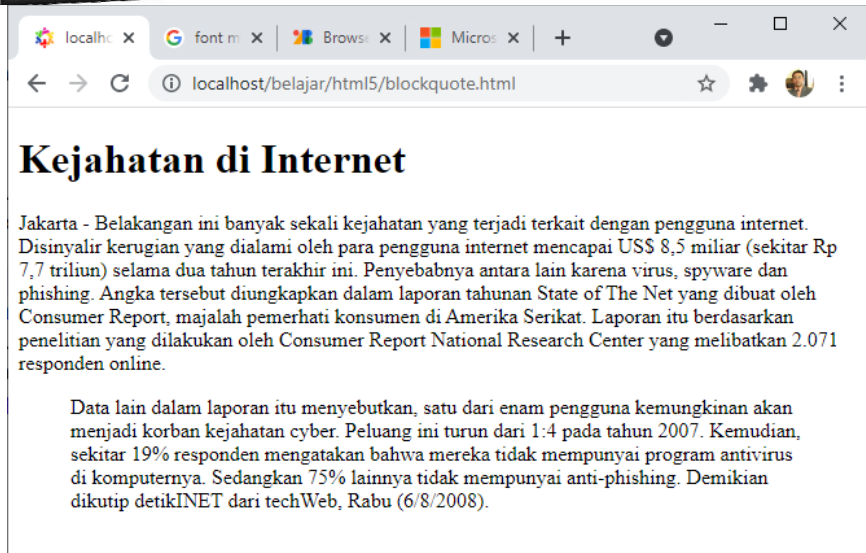 localho
font m
Browse
Micros
localhost/belajar/html5/blockquote.html
Kejahatan di Internet
Jakarta - Belakangan ini banyak sekali kejahatan yang terjadi terkait dengan pengguna internet.
Disinyalir kerugian yang dialami oleh para pengguna internet mencapai US$ 8,5 miliar (sekitar Rp
7,7 triliun) selama dua tahun terakhir ini. Penyebabnya antara lain karena virus, spyware dan
phishing. Angka tersebut diungkapkan dalam laporan tahunan State of The Net yang dibuat oleh
Consumer Report, majalah pemerhati konsumen di Amerika Serikat. Laporan itu berdasarkan
penelitian yang dilakukan oleh Consumer Report National Research Center yang melibatkan 2.071
responden online.
Data lain dalam laporan itu menyebutkan, satu dari enam pengguna kemungkinan akan
menjadi korban kejahatan cyber. Peluang ini turun dari 1:4 pada tahun 2007. Kemudian,
sekitar 19% responden mengatakan bahwa mereka tidak mempunyai program antivirus
di komputernya. Sedangkan 75% lainnya tidak mempunyai anti-phishing. Demikian
dikutip detikINET dari techWeb, Rabu (6/8/2008).